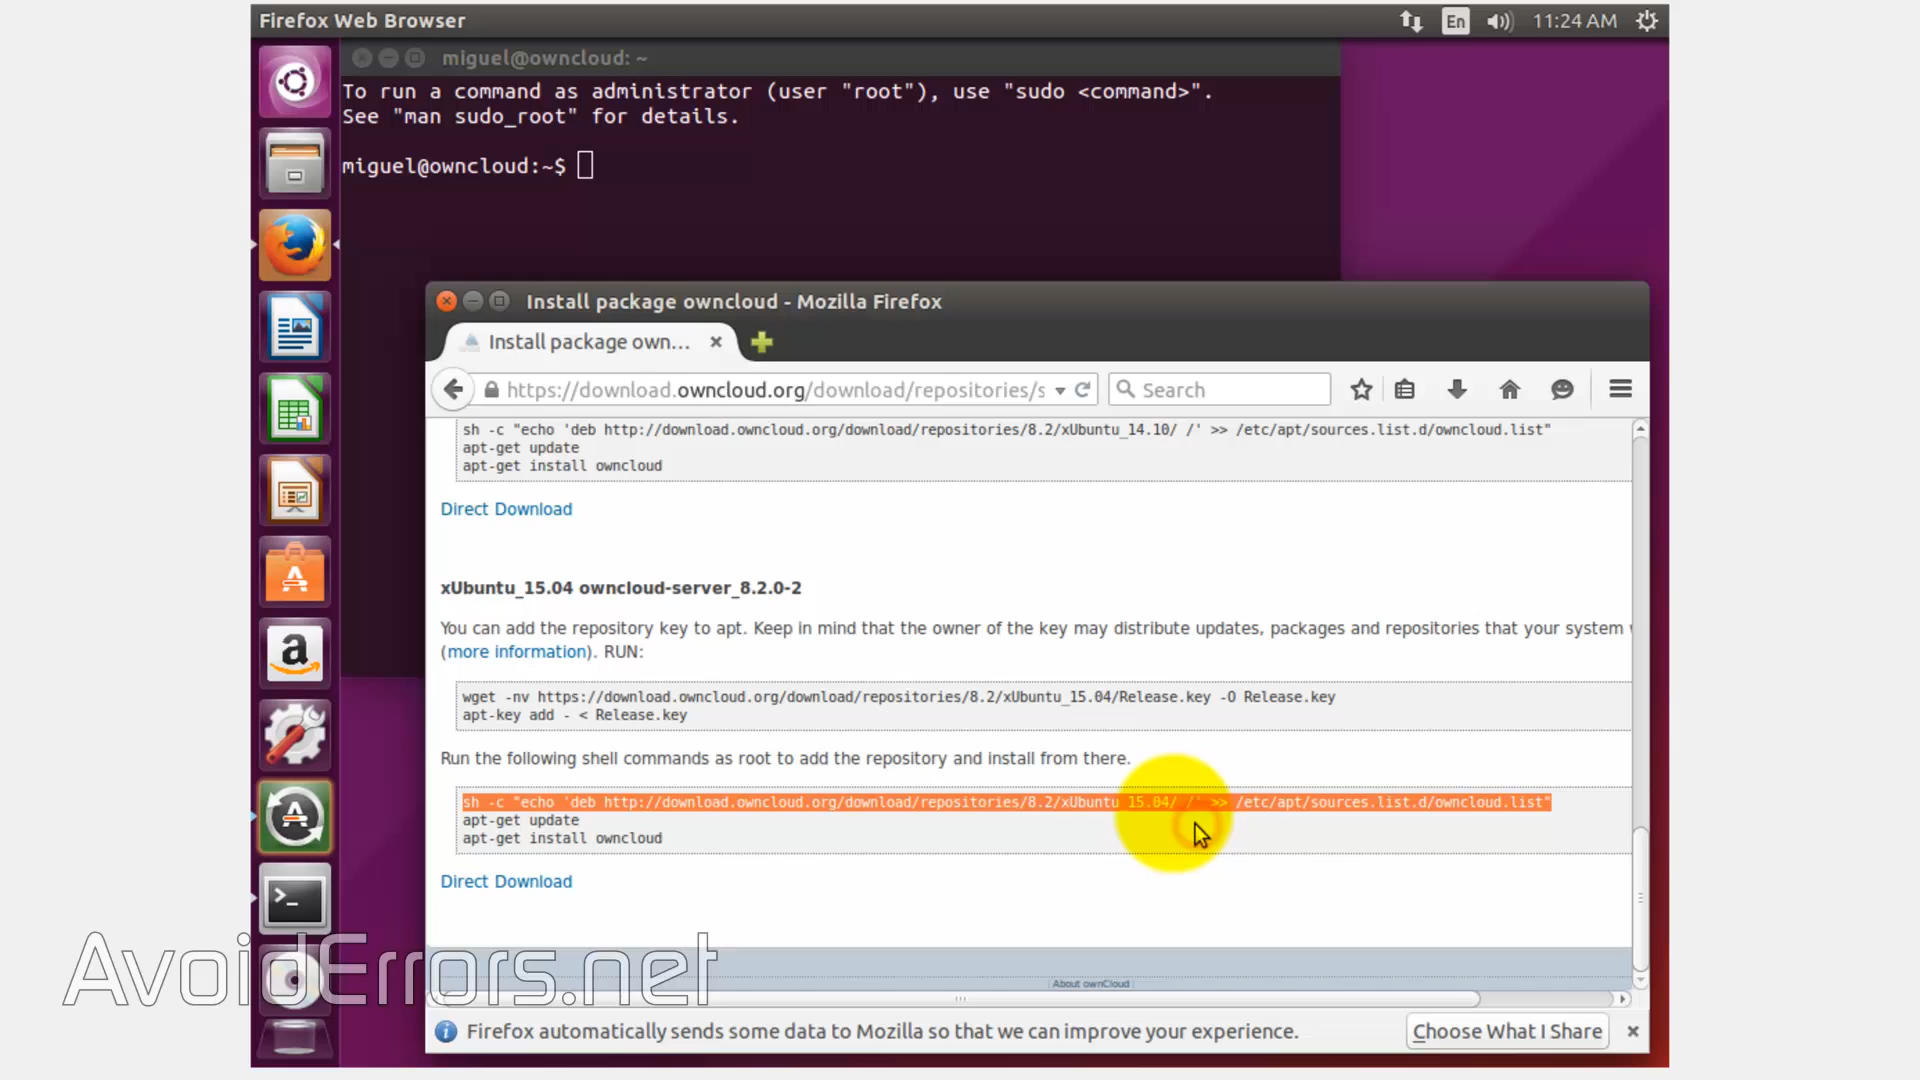 Firefox Web Browser
En
11:24 AM
miguel@owncloud: ~
To run a command as administrator (user "root"), use "sudo <command>".
See "man sudo_root" for details.
miguel@owncloud:~$
Install package owncloud - Mozilla Firefox
Install package own...
https://download.owncloud.org/download/repositories/s
Search
sh -c "echo 'deb http://download.owncloud.org/download/repositories/8.2/xUbuntu_14.10/ /' >> /etc/apt/sources.list.d/owncloud.list"
apt-get update
apt-get install owncloud
Direct Download
xUbuntu_15.04 owncloud-server_8.2.0-2
You can add the repository key to apt. Keep in mind that the owner of the key may distribute updates, packages and repositories that your system
(more information). RUN:
wget -nv https://download.owncloud.org/download/repositories/8.2/xUbuntu_15.04/Release.key -O Release.key
apt-key add - < Release.key
Run the following shell commands as root to add the repository and install from there.
sh -c "echo 'deb http://download.owncloud.org/download/repositories/8.2/xUbuntu_15.04/ /' >> /etc/apt/sources.list.d/owncloud.list"
apt-get update
apt-get install owncloud
Direct Download
AvoidErrors.net
About ownCloud
Firefox automatically sends some data to Mozilla so that we can improve your experience.
Choose What I Share